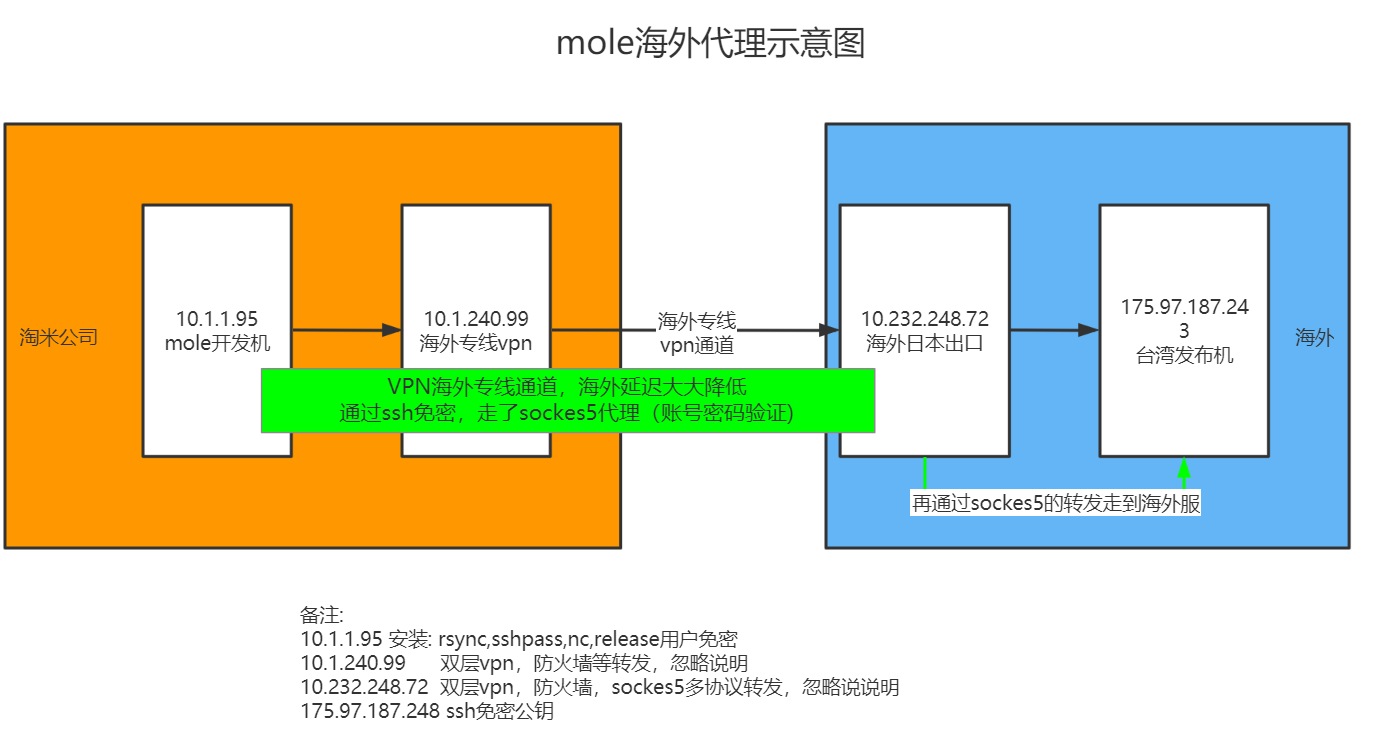 mole海外代理示意图
淘米公司
10.1.1.95
mole开发机
10.1.240.99
海外专线vpn
海外专线
vpn通道
10.232.248.72
海外日本出口
175.97.187.24
3
台湾发布机
海外
VPN海外专线通道，海外延迟大大降低
通过ssh免密，走了sockes5代理（账号密码验证)
再通过sockes5的转发走到海外服
备注:
10.1.1.95 安装: rsync,sshpass,nc,release用户免密
10.1.240.99 双层vpn，防火墙等转发，忽略说明
10.232.248.72 双层vpn，防火墙，sockes5多协议转发，忽略说说明
175.97.187.248 ssh免密公钥